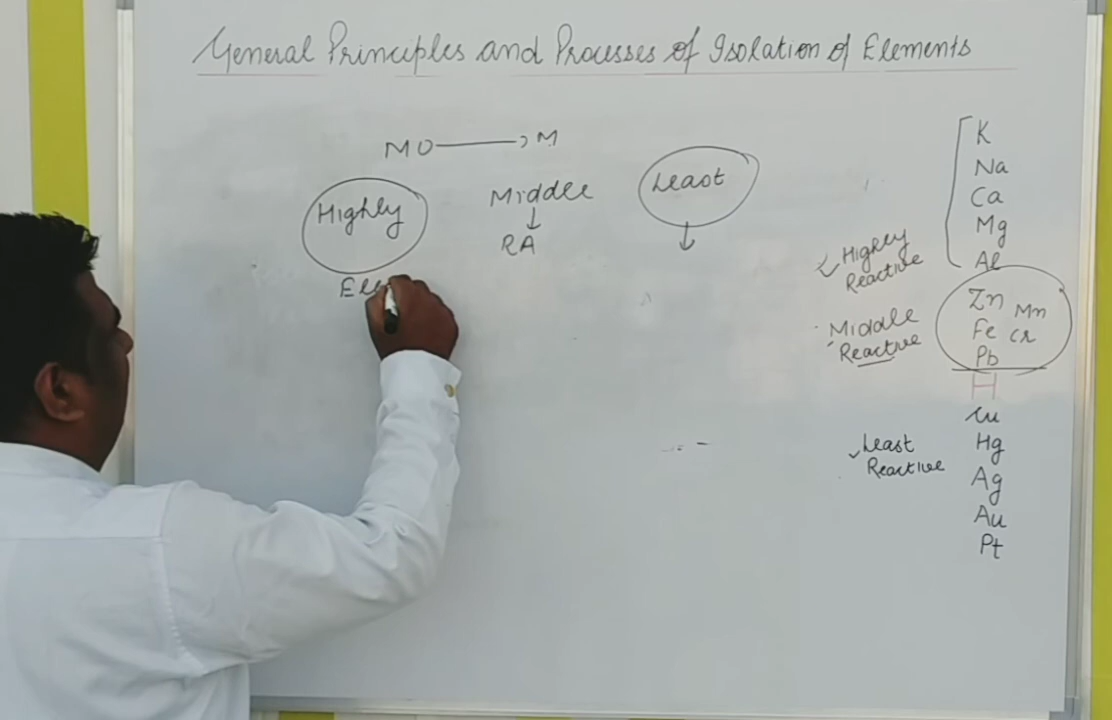 General Principles and Processes of Isolation of Elements
MO → M
Highly Middle Least
↓ ↓
RA
Ele
K
Na
Ca
Mg
Al
Highly
Reactive
Zn Mn
Fe Cr
Pb
Middle
Reactive
H
Cu
Hg
Ag
Au
Pt
Least
Reactive